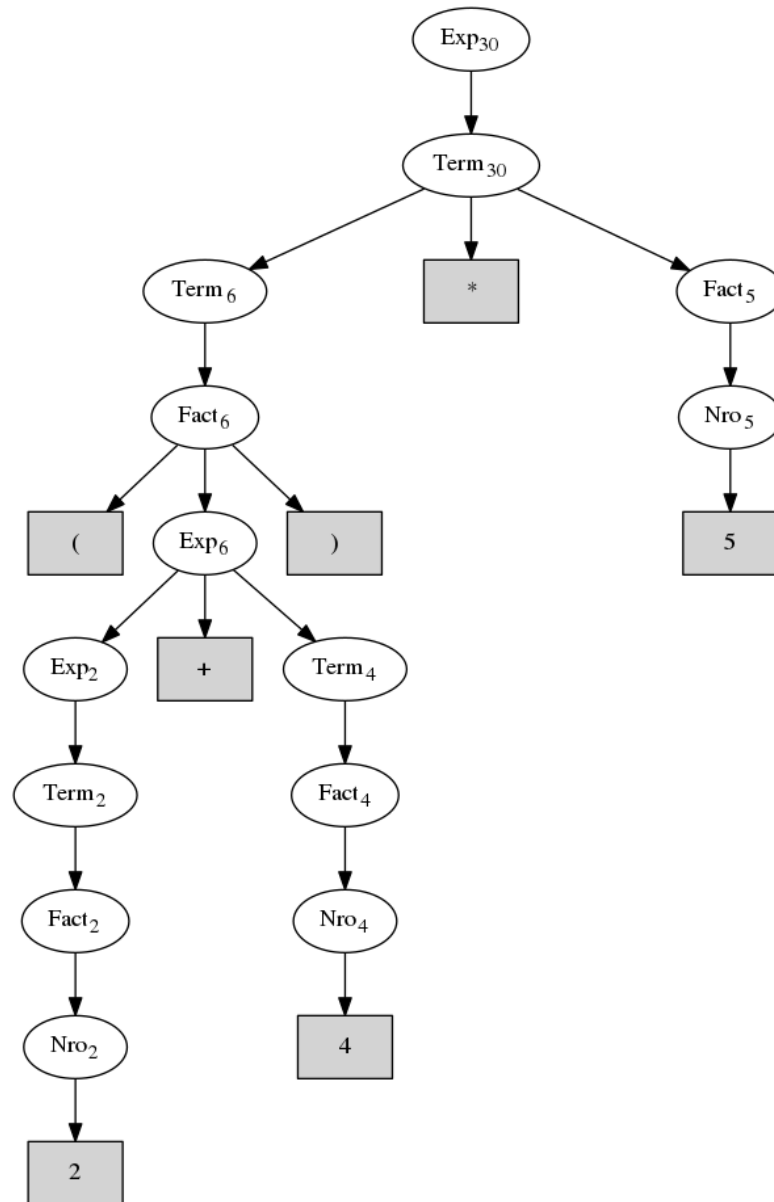 Exp₃₀
Term₃₀
Term₆ * Fact₅
Fact₆ Nro₅
( Exp₆ ) 5
Exp₂ + Term₄
Term₂ Fact₄
Fact₂ Nro₄
Nro₂ 4
2